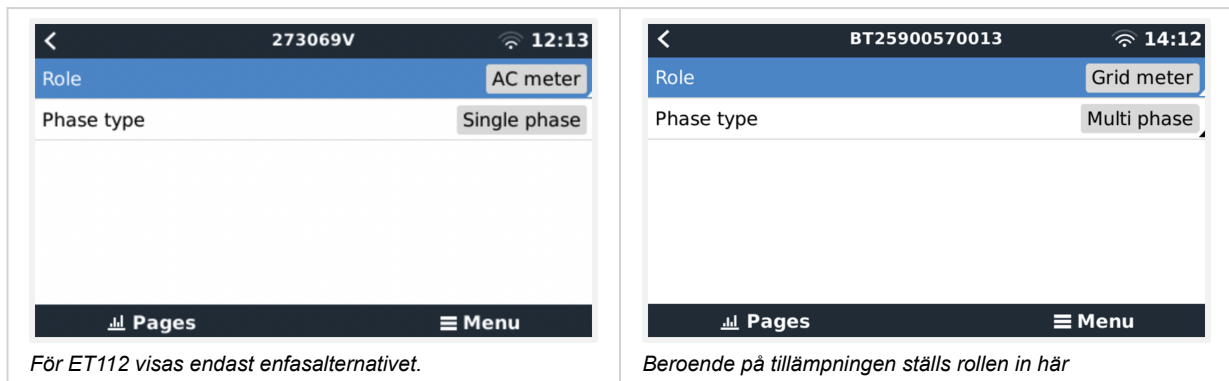 273069V 12:13
Role AC meter
Phase type Single phase
Pages Menu
För ET112 visas endast enfasalternativet.
BT25900570013 14:12
Role Grid meter
Phase type Multi phase
Pages Menu
Beroende på tillämpningen ställs rollen in här